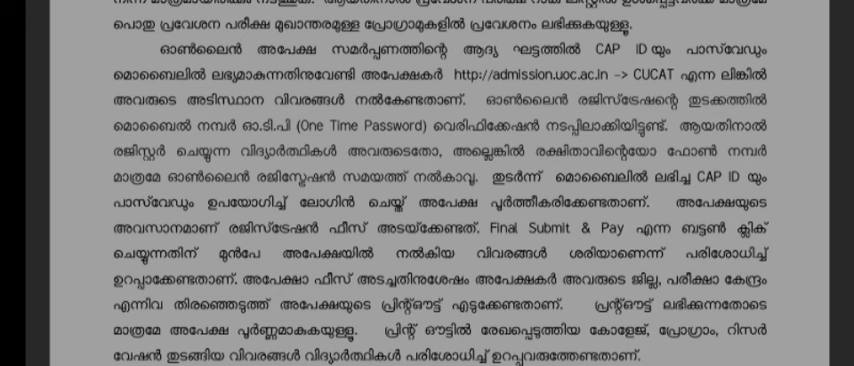 പൊതു പ്രവേശന പരീക്ഷ മുഖാന്തരമുള്ള പ്രോഗ്രാമുകളിൽ പ്രവേശനം ലഭിക്കുകയുള്ളൂ.
ഓൺലൈൻ അപേക്ഷ സമർപ്പണത്തിന്റെ ആദ്യ ഘട്ടത്തിൽ CAP ID യും പാസ്‌വേഡും
മൊബൈലിൽ ലഭ്യമാകുന്നതിനുവേണ്ടി അപേക്ഷകർ http://admission.uoc.ac.in -> CUCAT എന്ന ലിങ്കിൽ
അവരുടെ അടിസ്ഥാന വിവരങ്ങൾ നൽകേണ്ടതാണ്. ഓൺലൈൻ രജിസ്ട്രേഷന്റെ തുടക്കത്തിൽ
മൊബൈൽ നമ്പർ ഓ.ടി.പി (One Time Password) വെരിഫിക്കേഷൻ നടപ്പിലാക്കിയിട്ടുണ്ട്. ആയതിനാൽ
രജിസ്റ്റർ ചെയ്യുന്ന വിദ്യാർത്ഥികൾ അവരുടെതോ, അല്ലെങ്കിൽ രക്ഷിതാവിന്റെയോ ഫോൺ നമ്പർ
മാത്രമേ ഓൺലൈൻ രജിസ്ട്രേഷൻ സമയത്ത് നൽകാവൂ. തുടർന്ന് മൊബൈലിൽ ലഭിച്ച CAP ID യും
പാസ്‌വേഡും ഉപയോഗിച്ച് ലോഗിൻ ചെയ്ത് അപേക്ഷ പൂർത്തീകരിക്കേണ്ടതാണ്. അപേക്ഷയുടെ
അവസാനമാണ് രജിസ്ട്രേഷൻ ഫീസ് അടയ്ക്കേണ്ടത്. Final Submit & Pay എന്ന ബട്ടൺ ക്ലിക്
ചെയ്യുന്നതിന് മുൻപേ അപേക്ഷയിൽ നൽകിയ വിവരങ്ങൾ ശരിയാണെന്ന് പരിശോധിച്ച്
ഉറപ്പാക്കേണ്ടതാണ്. അപേക്ഷാ ഫീസ് അടച്ചതിനുശേഷം അപേക്ഷകർ അവരുടെ ജില്ല, പരീക്ഷാ കേന്ദ്രം
എന്നിവ തിരഞ്ഞെടുത്ത് അപേക്ഷയുടെ പ്രിന്റ്ഔട്ട് എടുക്കേണ്ടതാണ്. പ്രന്റ്ഔട്ട് ലഭിക്കുന്നതോടെ
മാത്രമേ അപേക്ഷ പൂർണ്ണമാകുകയുള്ളൂ. പ്രിന്റ് ഔട്ടിൽ രേഖപ്പെടുത്തിയ കോളേജ്, പ്രോഗ്രാം, റിസർ
വേഷൻ തുടങ്ങിയ വിവരങ്ങൾ വിദ്യാർത്ഥികൾ പരിശോധിച്ച് ഉറപ്പുവരുത്തേണ്ടതാണ്.